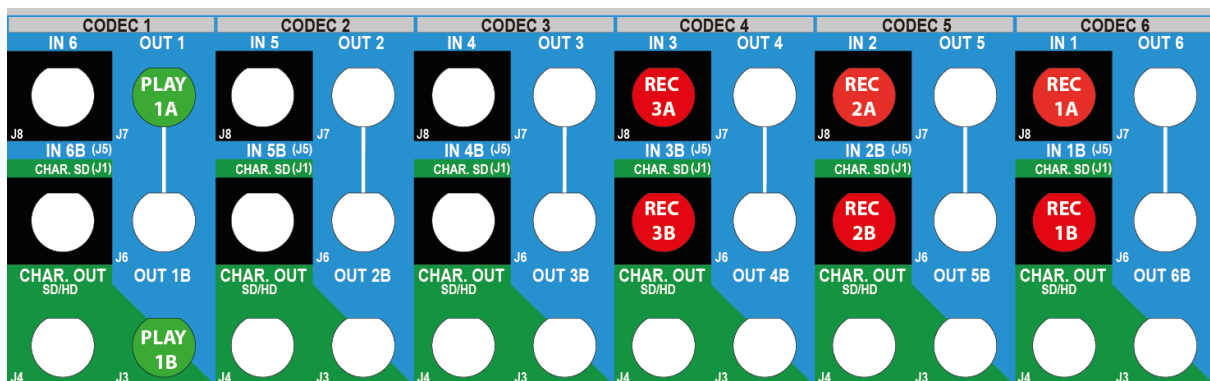 CODEC 1 CODEC 2 CODEC 3 CODEC 4 CODEC 5 CODEC 6
IN 6 OUT 1 IN 5 OUT 2 IN 4 OUT 3 IN 3 OUT 4 IN 2 OUT 5 IN 1 OUT 6
PLAY REC REC REC
1A 3A 2A 1A
J8 J7 J8 J7 J8 J7 J8 J7 J8 J7 J8 J7
IN 6B (J5) IN 5B (J5) IN 4B (J5) IN 3B (J5) IN 2B (J5) IN 1B (J5)
CHAR. SD (J1) CHAR. SD (J1) CHAR. SD (J1) CHAR. SD (J1) CHAR. SD (J1) CHAR. SD (J1)
REC REC REC
3B 2B 1B
J6 J6 J6 J6 J6 J6
CHAR. OUT OUT 1B CHAR. OUT OUT 2B CHAR. OUT OUT 3B CHAR. OUT OUT 4B CHAR. OUT OUT 5B CHAR. OUT OUT 6B
SD/HD SD/HD SD/HD SD/HD SD/HD SD/HD
PLAY
1B
J4 J3 J4 J3 J4 J3 J4 J3 J4 J3 J4 J3